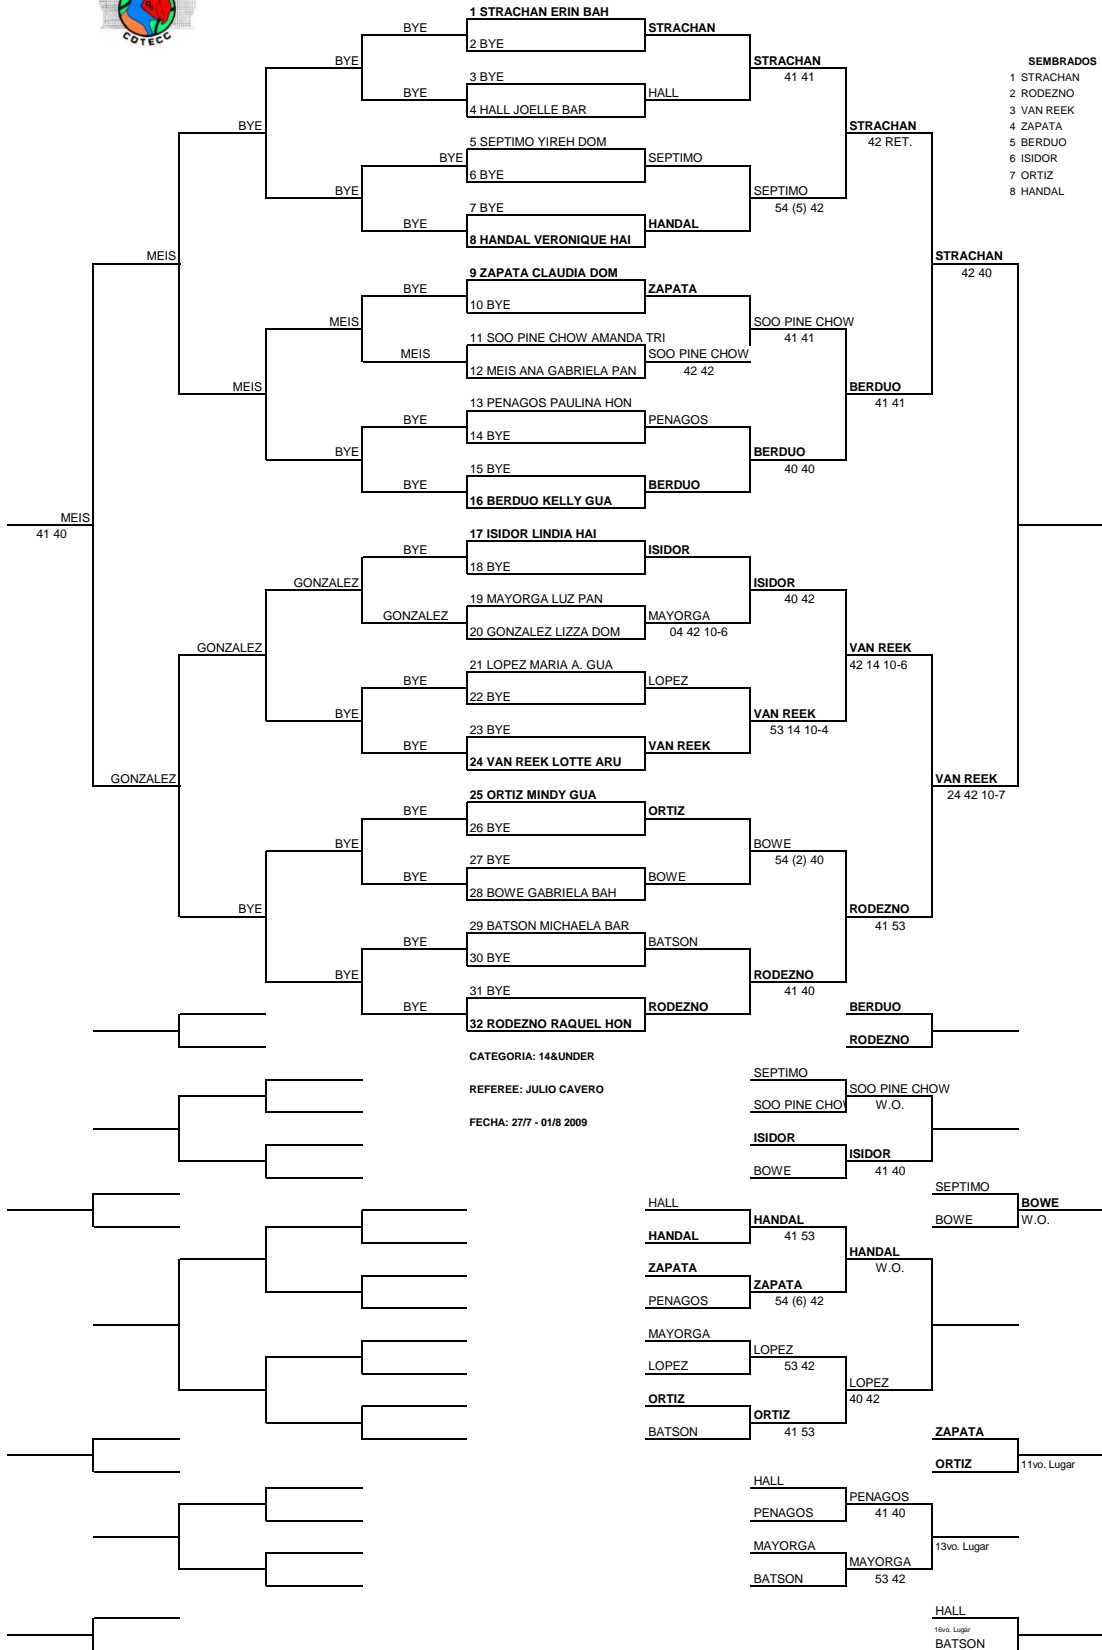 COTECC
SEMBRADOS
1 STRACHAN
2 RODEZNO
3 VAN REEK
4 ZAPATA
5 BERDUO
6 ISIDOR
7 ORTIZ
8 HANDAL
1 STRACHAN ERIN BAH
BYE
STRACHAN
2 BYE
BYE
STRACHAN
41 41
3 BYE
BYE
HALL
4 HALL JOELLE BAR
BYE
STRACHAN
42 RET.
5 SEPTIMO YIREH DOM
BYE
SEPTIMO
6 BYE
BYE
SEPTIMO
54 (5) 42
7 BYE
BYE
HANDAL
8 HANDAL VERONIQUE HAI
MEIS
STRACHAN
42 40
9 ZAPATA CLAUDIA DOM
BYE
ZAPATA
10 BYE
MEIS
SOO PINE CHOW
41 41
11 SOO PINE CHOW AMANDA TRI
MEIS
SOO PINE CHOW
12 MEIS ANA GABRIELA PAN
42 42
MEIS
BERDUO
41 41
13 PENAGOS PAULINA HON
BYE
PENAGOS
14 BYE
BYE
BERDUO
40 40
15 BYE
BYE
BERDUO
16 BERDUO KELLY GUA
MEIS
41 40
17 ISIDOR LINDIA HAI
BYE
ISIDOR
18 BYE
GONZALEZ
ISIDOR
40 42
19 MAYORGA LUZ PAN
GONZALEZ
MAYORGA
20 GONZALEZ LIZZA DOM
04 42 10-6
GONZALEZ
VAN REEK
42 14 10-6
21 LOPEZ MARIA A. GUA
BYE
LOPEZ
22 BYE
BYE
VAN REEK
53 14 10-4
23 BYE
BYE
VAN REEK
24 VAN REEK LOTTE ARU
GONZALEZ
VAN REEK
24 42 10-7
25 ORTIZ MINDY GUA
BYE
ORTIZ
26 BYE
BYE
BOWE
54 (2) 40
27 BYE
BYE
BOWE
28 BOWE GABRIELA BAH
BYE
RODEZNO
41 53
29 BATSON MICHAELA BAR
BYE
BATSON
30 BYE
BYE
RODEZNO
41 40
31 BYE
BYE
RODEZNO
32 RODEZNO RAQUEL HON
BERDUO
RODEZNO
CATEGORIA: 14&UNDER
REFEREE: JULIO CAVERO
FECHA: 27/7 - 01/8 2009
SEPTIMO
SOO PINE CHOW
SOO PINE CHO
W.O.
ISIDOR
ISIDOR
BOWE
41 40
SEPTIMO
BOWE
BOWE
W.O.
HALL
HANDAL
HANDAL
41 53
HANDAL
W.O.
ZAPATA
ZAPATA
PENAGOS
54 (6) 42
MAYORGA
LOPEZ
LOPEZ
53 42
LOPEZ
40 42
ORTIZ
ORTIZ
BATSON
41 53
ZAPATA
ORTIZ
11vo. Lugar
HALL
PENAGOS
PENAGOS
41 40
13vo. Lugar
MAYORGA
MAYORGA
BATSON
53 42
HALL
16vo. Lugar
BATSON